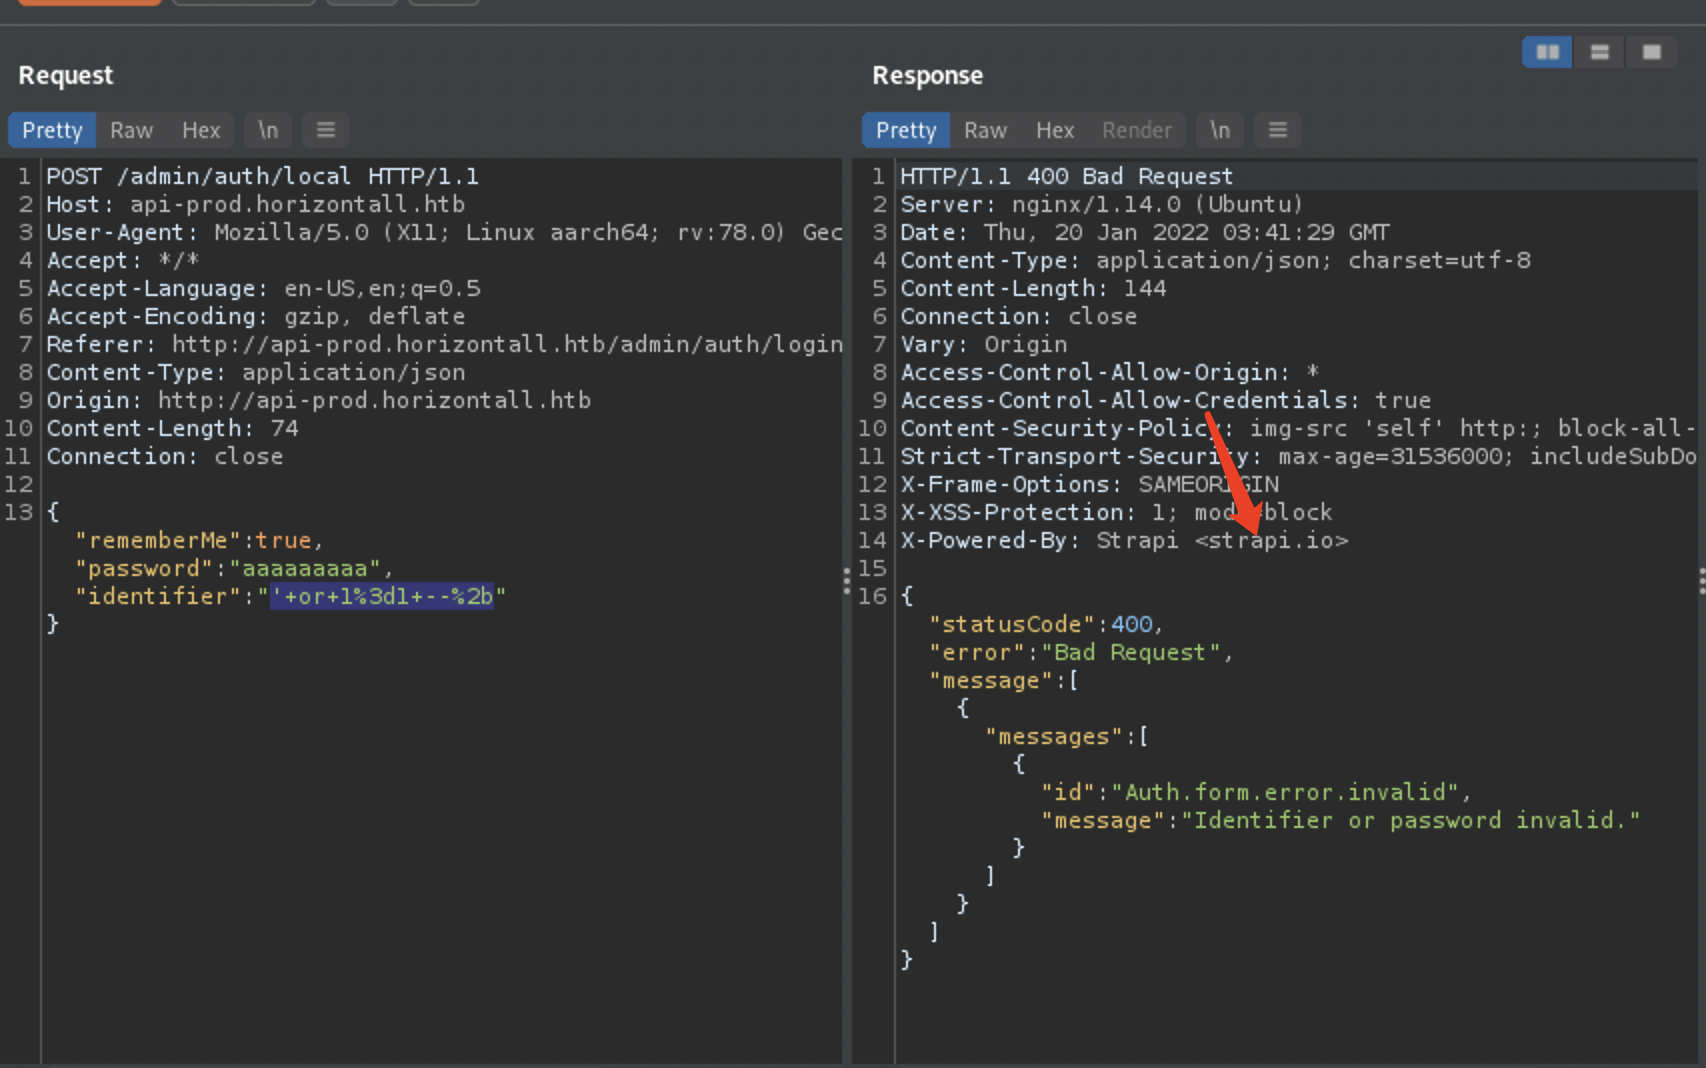 Request
Pretty Raw Hex \n
1 POST /admin/auth/local HTTP/1.1
2 Host: api-prod.horizontall.htb
3 User-Agent: Mozilla/5.0 (X11; Linux aarch64; rv:78.0) Gec
4 Accept: */*
5 Accept-Language: en-US,en;q=0.5
6 Accept-Encoding: gzip, deflate
7 Referer: http://api-prod.horizontall.htb/admin/auth/login
8 Content-Type: application/json
9 Origin: http://api-prod.horizontall.htb
10 Content-Length: 74
11 Connection: close
12
13 {
"rememberMe":true,
"password":"aaaaaaaaa",
"identifier":"'+or+1%3d1+--%2b"
}
Response
Pretty Raw Hex Render \n
1 HTTP/1.1 400 Bad Request
2 Server: nginx/1.14.0 (Ubuntu)
3 Date: Thu, 20 Jan 2022 03:41:29 GMT
4 Content-Type: application/json; charset=utf-8
5 Content-Length: 144
6 Connection: close
7 Vary: Origin
8 Access-Control-Allow-Origin: *
9 Access-Control-Allow-Credentials: true
10 Content-Security-Policy: img-src 'self' http:; block-all-
11 Strict-Transport-Security: max-age=31536000; includeSubDo
12 X-Frame-Options: SAMEORIGIN
13 X-XSS-Protection: 1; mode=block
14 X-Powered-By: Strapi <strapi.io>
15
16 {
"statusCode":400,
"error":"Bad Request",
"message":[
{
"messages":[
{
"id":"Auth.form.error.invalid",
"message":"Identifier or password invalid."
}
]
}
]
}